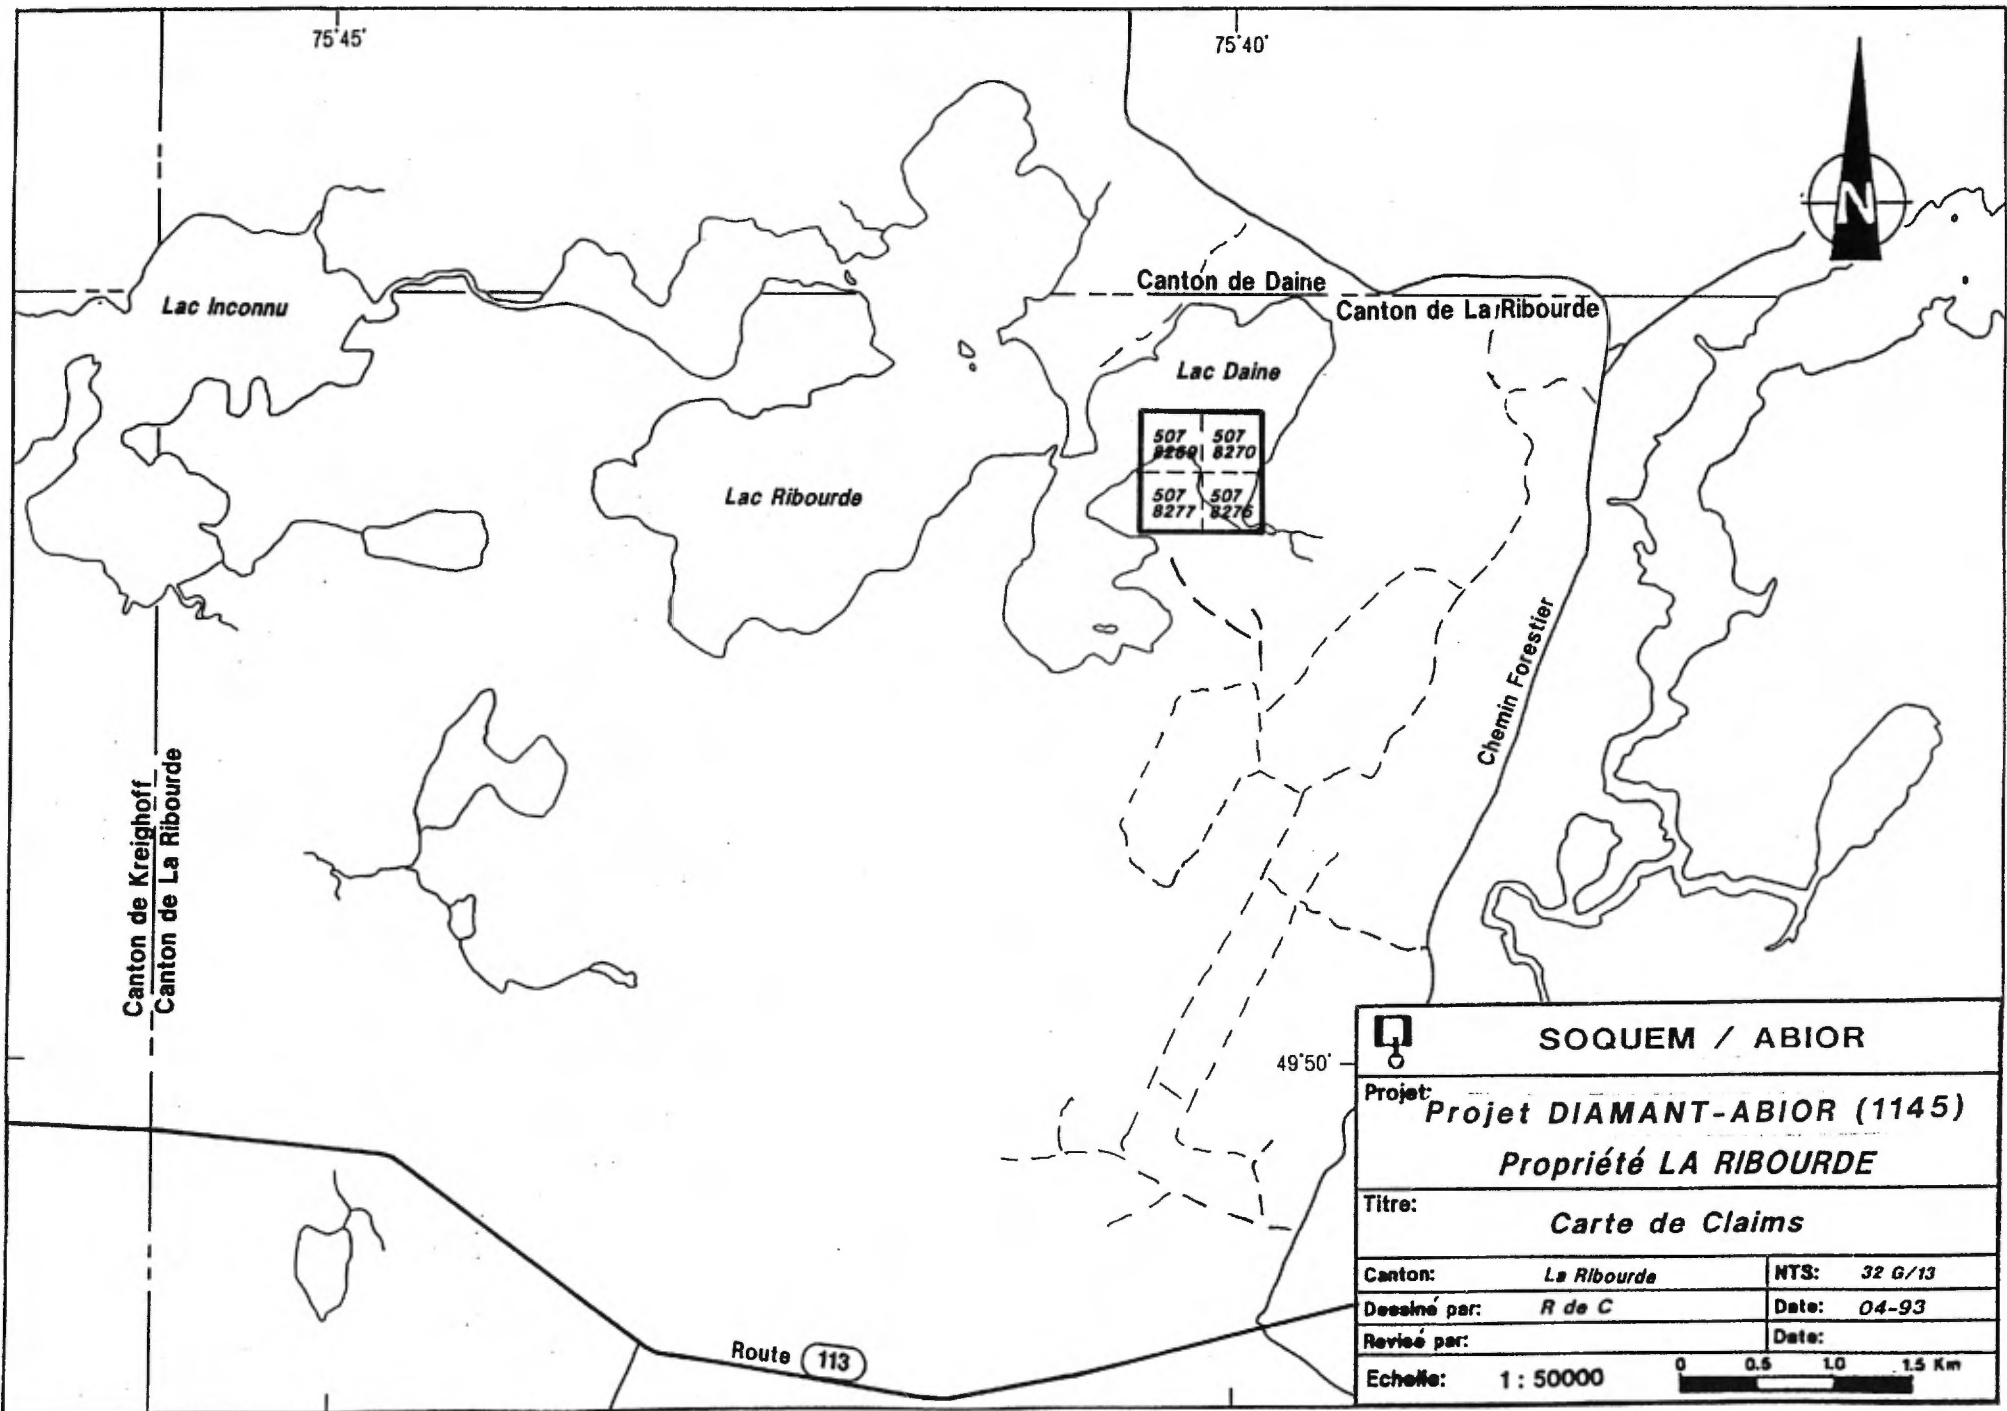 75°45'
75°40'
N
Canton de Daine
Canton de La Ribourde
Lac Inconnu
Lac Daine
507
8269
507
8270
507
8277
507
8276
Lac Ribourde
Chemin Forestier
Canton de Kreighoff
Canton de La Ribourde
49°50'
Route 113
SOQUEM / ABIOR
Projet:
Projet DIAMANT-ABIOR (1145)
Propriété LA RIBOURDE
Titre:
Carte de Claims
Canton: La Ribourde
NTS: 32 G/13
Dessiné par: R de C
Date: 04-93
Revisé par:
Date:
Echelle: 1 : 50000
0 0.5 1.0 1.5 Km